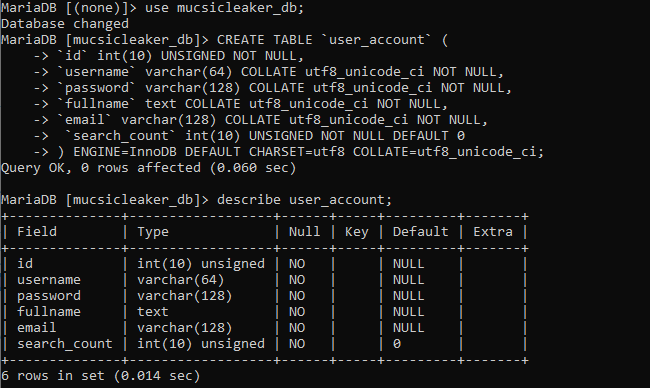 MariaDB [(none)]> use mucsicleaker_db;
Database changed
MariaDB [mucsicleaker_db]> CREATE TABLE `user_account` (
    -> `id` int(10) UNSIGNED NOT NULL,
    -> `username` varchar(64) COLLATE utf8_unicode_ci NOT NULL,
    -> `password` varchar(128) COLLATE utf8_unicode_ci NOT NULL,
    -> `fullname` text COLLATE utf8_unicode_ci NOT NULL,
    -> `email` varchar(128) COLLATE utf8_unicode_ci NOT NULL,
    ->  `search_count` int(10) UNSIGNED NOT NULL DEFAULT 0
    -> ) ENGINE=InnoDB DEFAULT CHARSET=utf8 COLLATE=utf8_unicode_ci;
Query OK, 0 rows affected (0.060 sec)

MariaDB [mucsicleaker_db]> describe user_account;
+--------------+------------------+------+-----+---------+-------+
| Field        | Type             | Null | Key | Default | Extra |
+--------------+------------------+------+-----+---------+-------+
| id           | int(10) unsigned | NO   |     | NULL    |       |
| username     | varchar(64)      | NO   |     | NULL    |       |
| password     | varchar(128)     | NO   |     | NULL    |       |
| fullname     | text             | NO   |     | NULL    |       |
| email        | varchar(128)     | NO   |     | NULL    |       |
| search_count | int(10) unsigned | NO   |     | 0       |       |
+--------------+------------------+------+-----+---------+-------+
6 rows in set (0.014 sec)